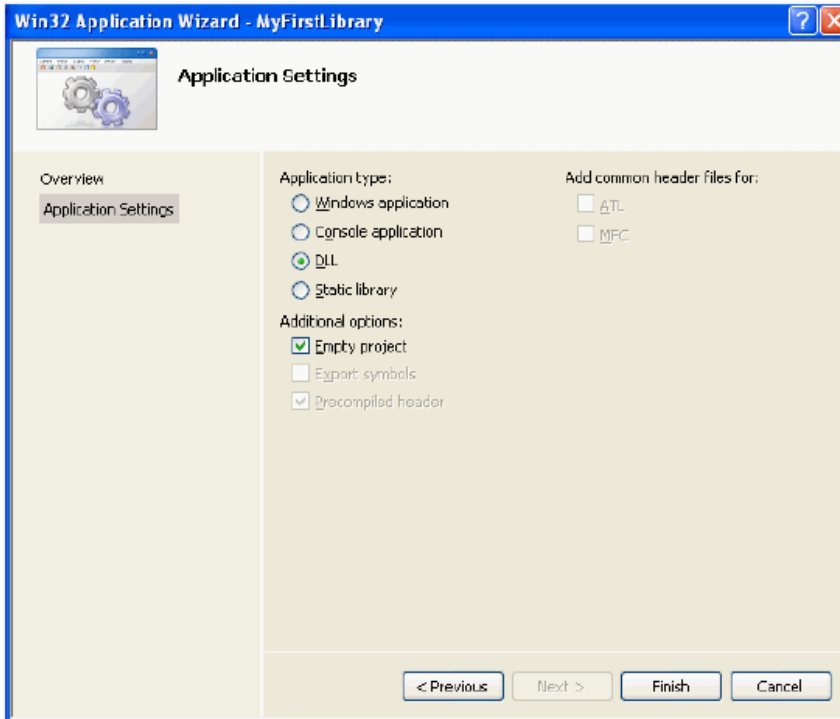 Win32 Application Wizard - MyFirstLibrary
Application Settings
Overview
Application Settings
Application type:
Windows application
Console application
DLL
Static library
Additional options:
Empty project
Export symbols
Precompiled header
Add common header files for:
ATL
MFC
< Previous
Next >
Finish
Cancel